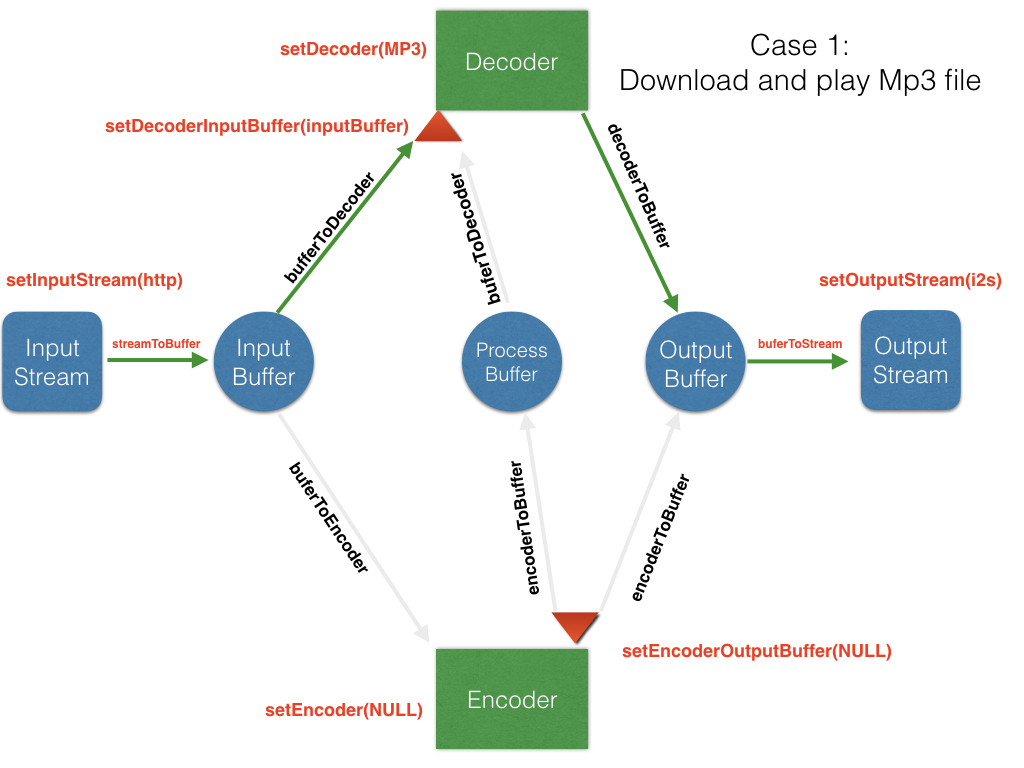 Case 1:
Download and play Mp3 file
setDecoder(MP3)
Decoder
setDecoderInputBuffer(inputBuffer)
bufferToDecoder
buferToDecoder
decoderToBuffer
setInputStream(http)
setOutputStream(i2s)
Input
Stream
streamToBuffer
Input
Buffer
Process
Buffer
Output
Buffer
buferToStream
Output
Stream
buferToEncoder
encoderToBuffer
encoderToBuffer
setEncoderOutputBuffer(NULL)
Encoder
setEncoder(NULL)